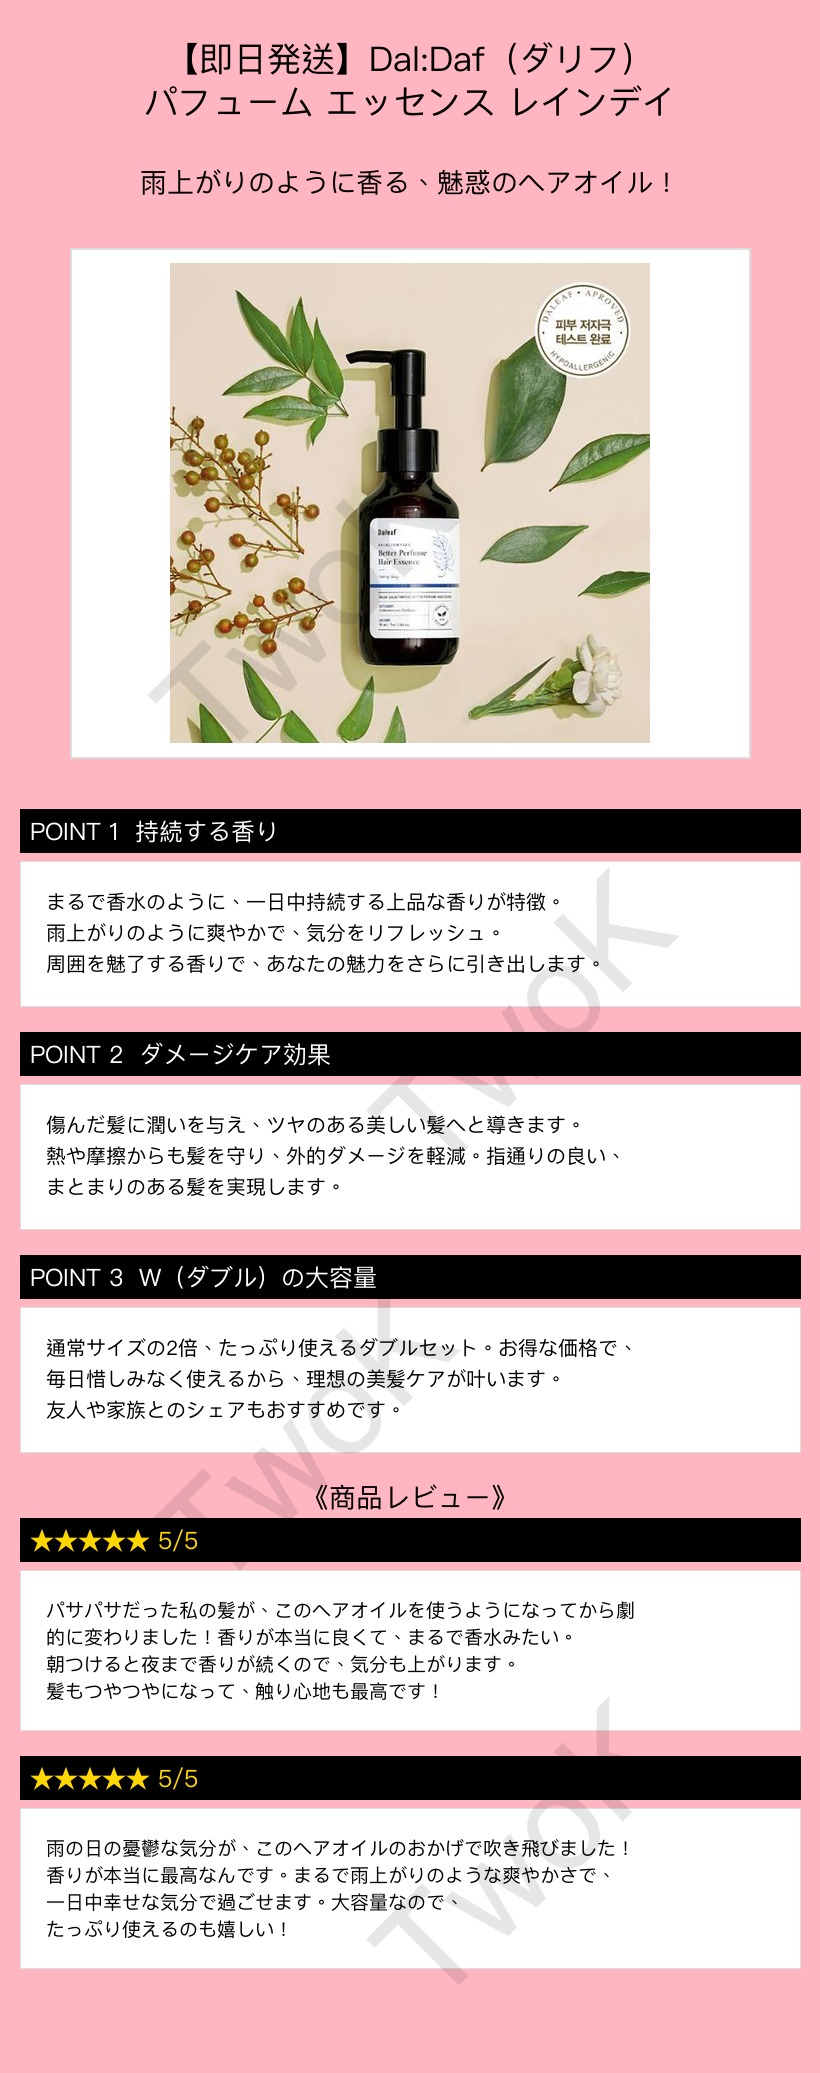 【即日発送】Dal:Daf（ダリフ）
パフューム エッセンス レインデイ
雨上がりのように香る、魅惑のヘアオイル！
DALEAF • APROVED
피부 저자극
테스트 완료
HYPOALLERGENIC
Daleaf
Better Perfume
Hair Essence
TwoK
POINT 1 持続する香り
まるで香水のように、一日中持続する上品な香りが特徴。
雨上がりのように爽やかで、気分をリフレッシュ。
周囲を魅了する香りで、あなたの魅力をさらに引き出します。
TwoK
POINT 2 ダメージケア効果
傷んだ髪に潤いを与え、ツヤのある美しい髪へと導きます。
熱や摩擦からも髪を守り、外的ダメージを軽減。指通りの良い、
まとまりのある髪を実現します。
POINT 3 W（ダブル）の大容量
通常サイズの2倍、たっぷり使えるダブルセット。お得な価格で、
毎日惜しみなく使えるから、理想の美髪ケアが叶います。
友人や家族とのシェアもおすすめです。
TwoK
《商品レビュー》
★★★★★ 5/5
パサパサだった私の髪が、このヘアオイルを使うようになってから劇
的に変わりました！香りが本当に良くて、まるで香水みたい。
朝つけると夜まで香りが続くので、気分も上がります。
髪もつやつやになって、触り心地も最高です！
★★★★★ 5/5
雨の日の憂鬱な気分が、このヘアオイルのおかげで吹き飛びました！
香りが本当に最高なんです。まるで雨上がりのような爽やかさで、
一日中幸せな気分で過ごせます。大容量なので、
たっぷり使えるのも嬉しい！
TwoK